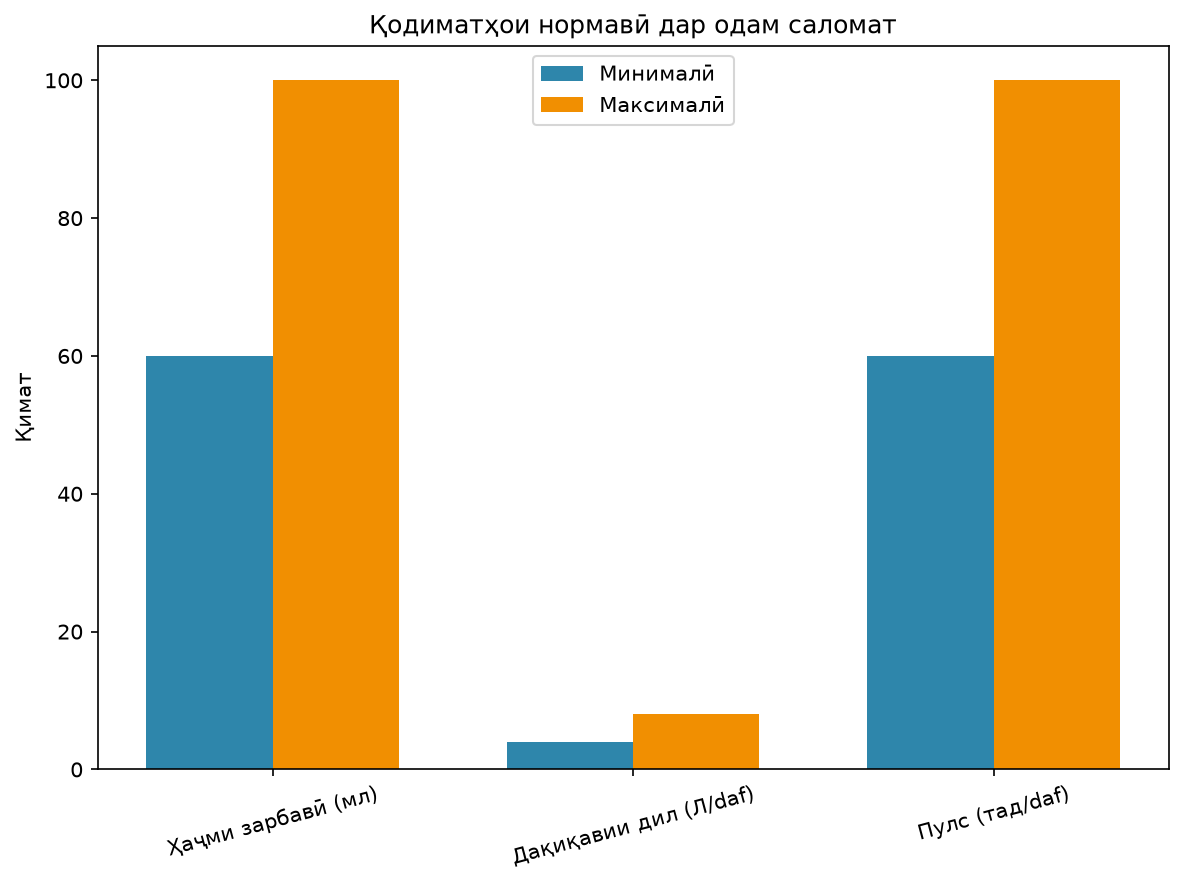 Қодиматҳои нормавӣ дар одам саломат
Минималӣ
Максималӣ
Қимат
100
80
60
40
20
0
Ҳаҷми зарбавӣ (мл)
Дақиқавии дил (Л/daf)
Пулс (тад/daf)